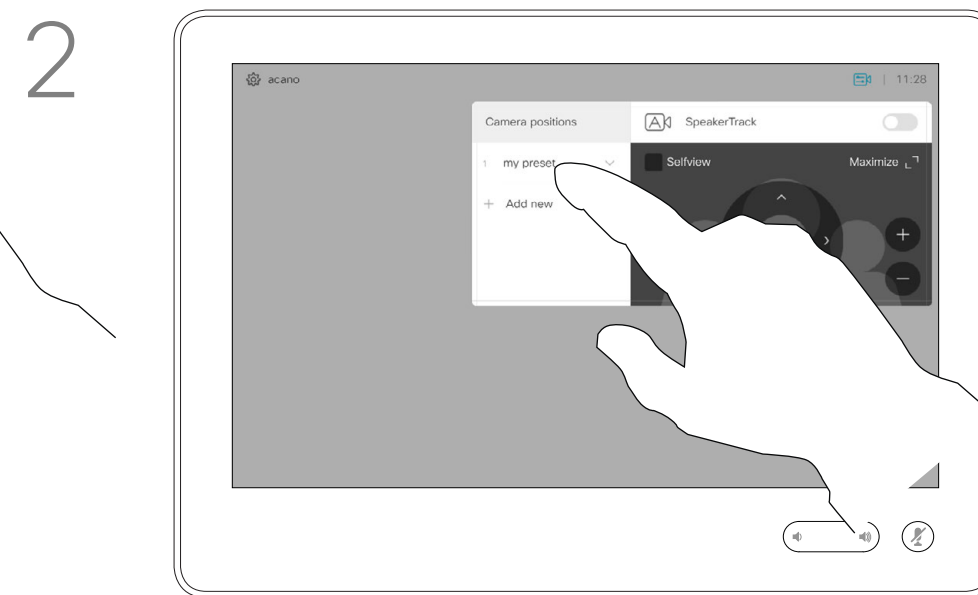 2
acano
11:28
Camera positions
SpeakerTrack
1 my preset
Selfview
Maximize
+ Add new